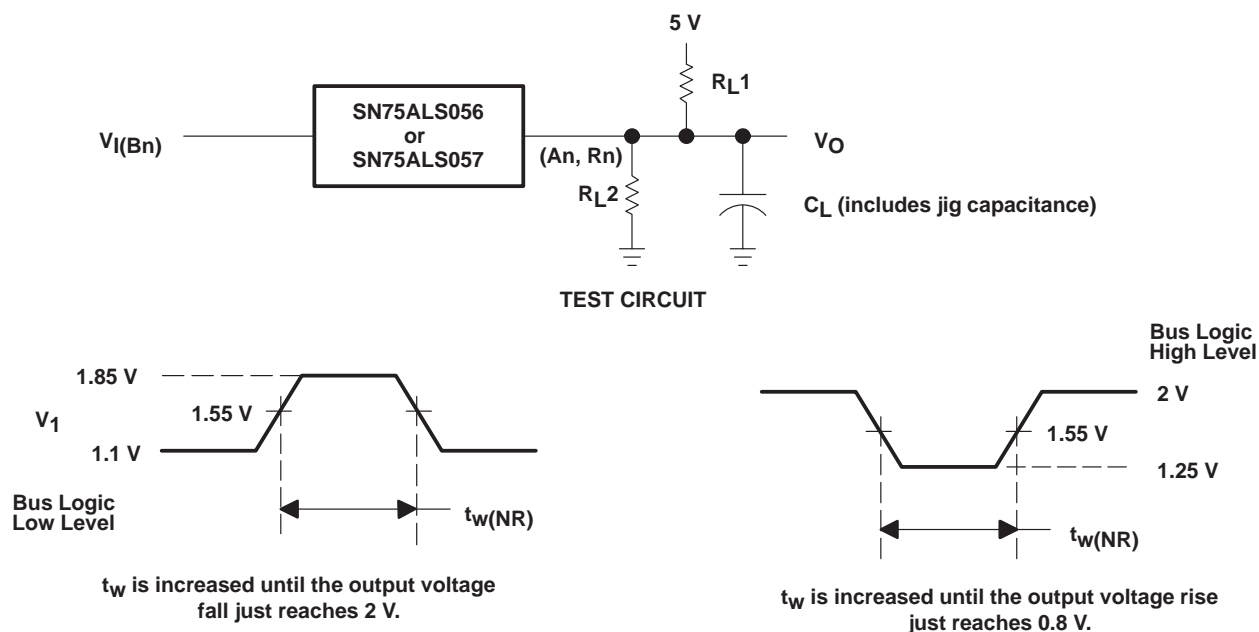 5 V
RL1
SN75ALS056
or
SN75ALS057
VI(Bn)
(An, Rn)
VO
RL2
CL (includes jig capacitance)
TEST CIRCUIT
Bus Logic
High Level
1.85 V
2 V
1.55 V
V1
1.55 V
1.1 V
1.25 V
Bus Logic
Low Level
tw(NR)
tw(NR)
tw is increased until the output voltage
fall just reaches 2 V.
tw is increased until the output voltage rise
just reaches 0.8 V.